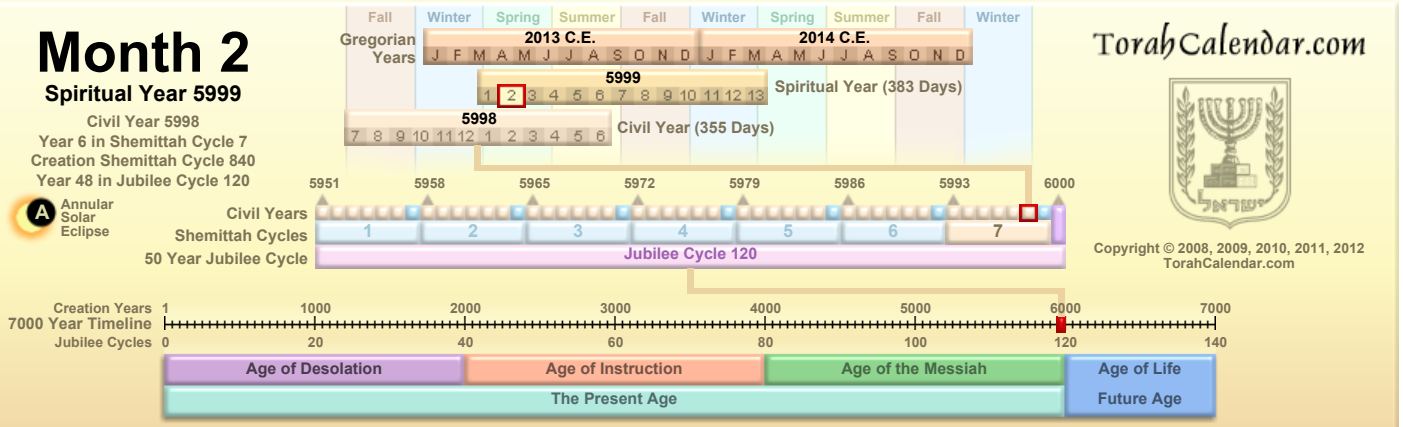 Month 2
Spiritual Year 5999
Civil Year 5998
Year 6 in Shemittah Cycle 7
Creation Shemittah Cycle 840
Year 48 in Jubilee Cycle 120
A
Annular
Solar
Eclipse
Fall Winter Spring Summer Fall Winter Spring Summer Fall Winter
Gregorian
Years
2013 C.E. 2014 C.E.
J F M A M J J A S O N D J F M A M J J A S O N D
5999
1 2 3 4 5 6 7 8 9 10 11 12 13
Spiritual Year (383 Days)
5998
7 8 9 10 11 12 1 2 3 4 5 6
Civil Year (355 Days)
5951 5958 5965 5972 5979 5986 5993 6000
Civil Years
Shemittah Cycles 1 2 3 4 5 6 7
50 Year Jubilee Cycle Jubilee Cycle 120
TorahCalendar.com
ישראל
Copyright © 2008, 2009, 2010, 2011, 2012
TorahCalendar.com
Creation Years 1 1000 2000 3000 4000 5000 6000 7000
7000 Year Timeline
Jubilee Cycles 0 20 40 60 80 100 120 140
Age of Desolation Age of Instruction Age of the Messiah Age of Life
The Present Age Future Age